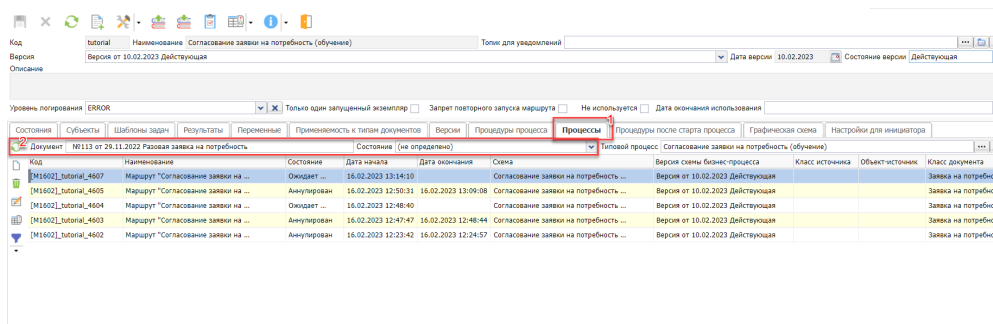 Код tutorial Наименование Согласование заявки на потребность (обучение) Топик для уведомлений
Версия Версия от 10.02.2023 Действующая Дата версии 10.02.2023 Состояние версии Действующая
Описание
Уровень логирования ERROR Только один запущенный экземпляр Запрет повторного запуска маршрута Не используется Дата окончания использования
1
Состояния Субъекты Шаблоны задач Результаты Переменные Применяемость к типам документов Версии Процедуры процесса Процессы Процедуры после старта процесса Графическая схема Настройки для инициатора
2 Документ №113 от 29.11.2022 Разовая заявка на потребность Состояние (не определено) Типовой процесс Согласование заявки на потребность (обучение)
Код Наименование Состояние Дата начала Дата окончания Схема Версия схемы бизнес-процесса Класс источника Объект-источник Класс документа
[M1602]_tutorial_4607 Маршрут "Согласование заявки на ... Ожидает ... 16.02.2023 13:14:10 Согласование заявки на потребность ... Версия от 10.02.2023 Действующая Заявка на потребно
[M1602]_tutorial_4605 Маршрут "Согласование заявки на ... Аннулирован 16.02.2023 12:50:31 16.02.2023 13:09:08 Согласование заявки на потребность ... Версия от 10.02.2023 Действующая Заявка на потребно
[M1602]_tutorial_4604 Маршрут "Согласование заявки на ... Ожидает ... 16.02.2023 12:48:40 Согласование заявки на потребность ... Версия от 10.02.2023 Действующая Заявка на потребно
[M1602]_tutorial_4603 Маршрут "Согласование заявки на ... Аннулирован 16.02.2023 12:47:47 16.02.2023 12:48:44 Согласование заявки на потребность ... Версия от 10.02.2023 Действующая Заявка на потребно
[M1602]_tutorial_4602 Маршрут "Согласование заявки на ... Аннулирован 16.02.2023 12:23:42 16.02.2023 12:24:57 Согласование заявки на потребность ... Версия от 10.02.2023 Действующая Заявка на потребно